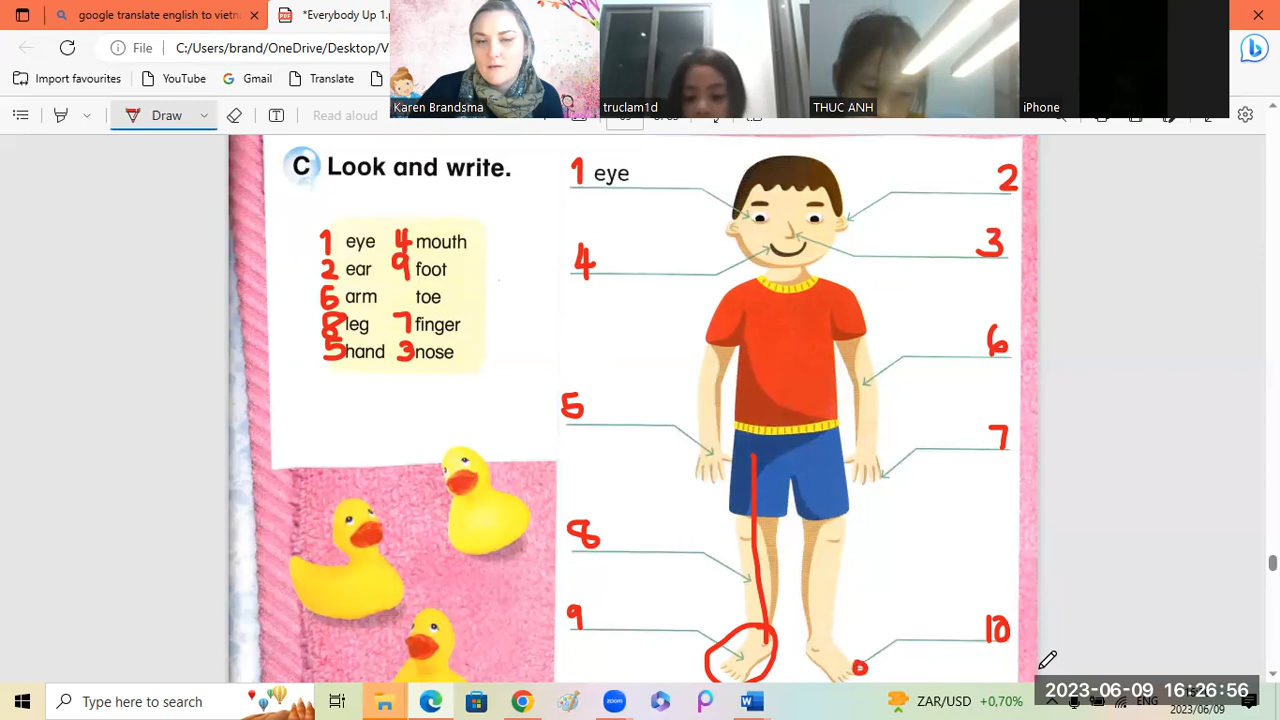 google translate english to vietn
*Everybody Up 1.p
File
C:/Users/brand/OneDrive/Desktop/V
Import favourites
YouTube
Gmail
Translate
Draw
Read aloud
Karen Brandsma
truclam1d
THUC ANH
iPhone
C Look and write.
1 eye 4 mouth
2 ear 9 foot
6 arm toe
8 leg 7 finger
5 hand 3 nose
1 eye
2
3
4
6
5
7
8
9
10
Type here to search
ZAR/USD +0,70%
ENG
2023-06-09 16:26:56
2023/06/09